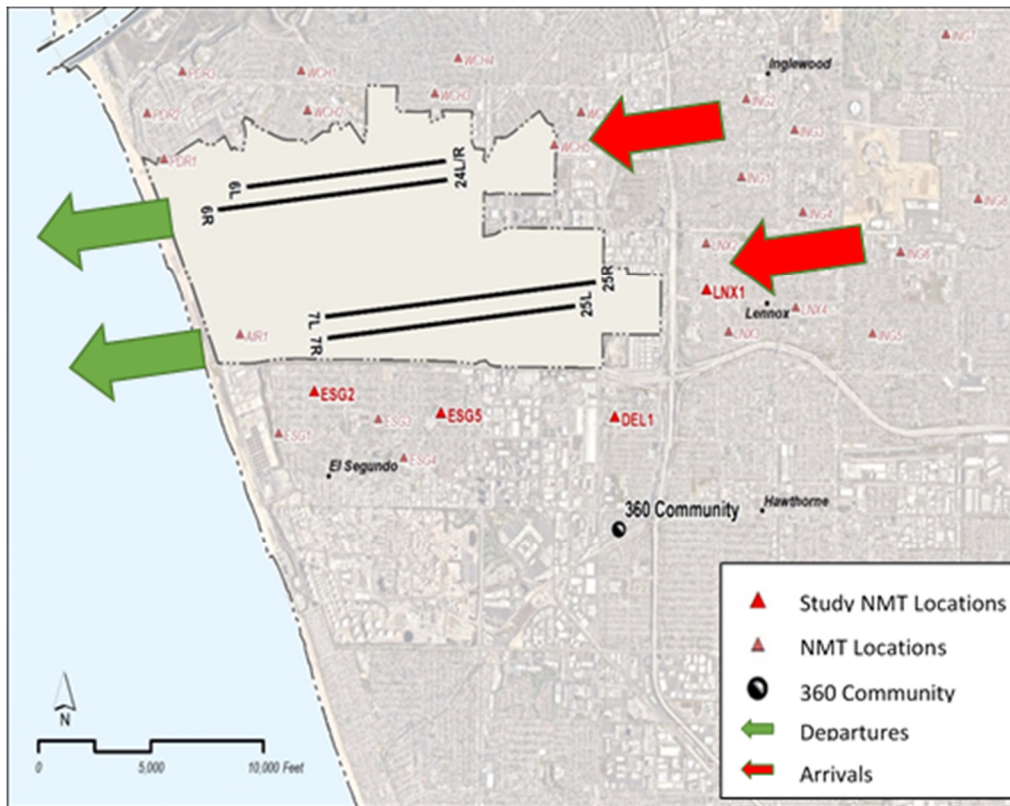 ING7
WCH4
PDR3
WCH1
Inglewood
WCH3
ING2
PDR2
WCH2
ING3
WCH5
PDR1
24L/R
6L
ING1
ING8
6R
ING4
LNX2
ING6
25R
LNX1
25L
Lennox
LNX4
7L
AIR1
7R
LNX3
ING5
ESG2
ESG3
ESG5
DEL1
ESG1
ESG4
El Segundo
360 Community
Hawthorne
Study NMT Locations
NMT Locations
360 Community
Departures
Arrivals
N
0
5,000
10,000 Feet